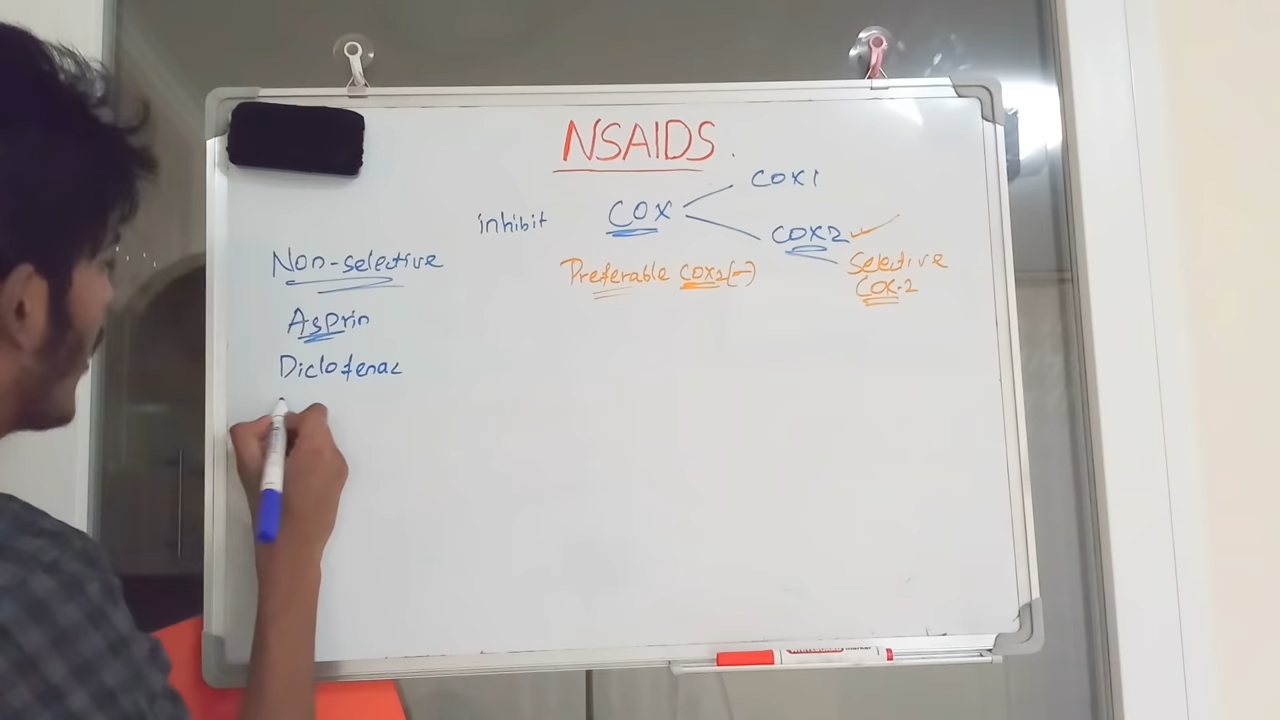 NSAIDS.
COX1
inhibit COX
COX2
Non-selective
Preferable COX2(-)
Selective
COX-2
Asprin
Diclofenac